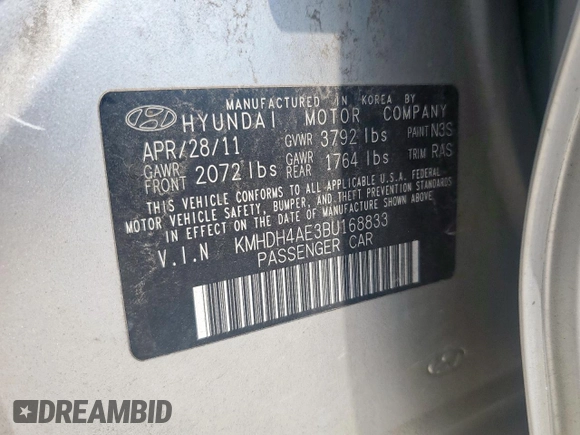 MANUFACTURED IN KOREA BY
HYUNDAI MOTOR COMPANY
APR/28/11 GVWR 3792 lbs PAINT N3S
GAWR FRONT 2072 lbs GAWR REAR 1764 lbs TRIM RAS
THIS VEHICLE CONFORMS TO ALL APPLICABLE U.S.A. FEDERAL
MOTOR VEHICLE SAFETY, BUMPER, AND THEFT PREVENTION STANDARDS
IN EFFECT ON THE DATE OF MANUFACTURE SHOWN ABOVE.
V.I.N KMHDH4AE3BU168833
PASSENGER CAR
DREAMBID